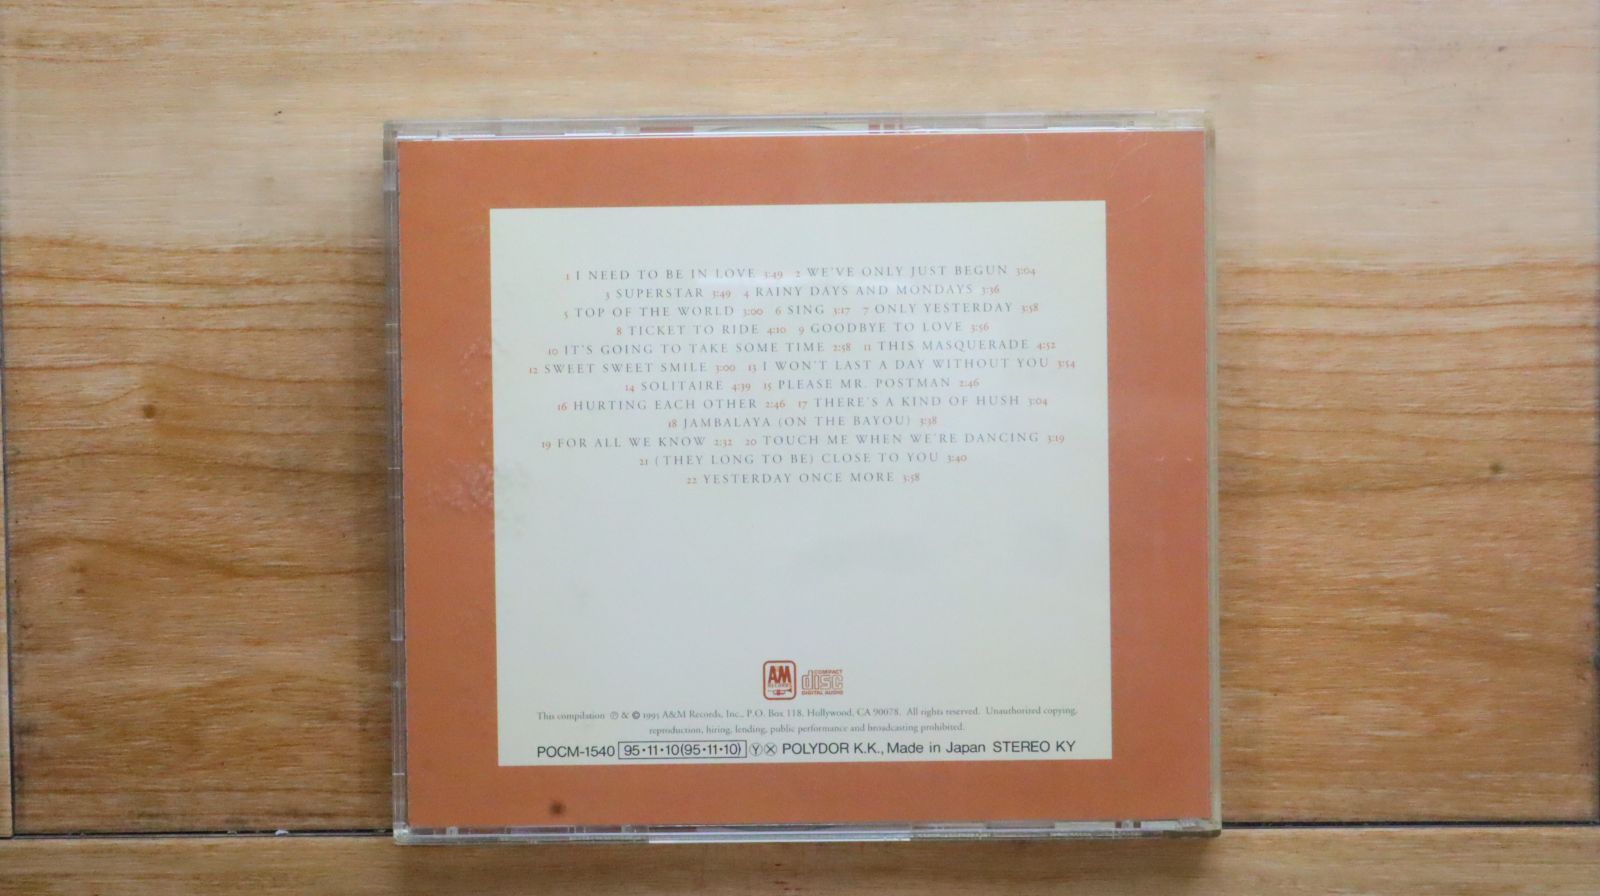 1 I NEED TO BE IN LOVE 3:49 2 WE'VE ONLY JUST BEGUN 3:04
3 SUPERSTAR 3:49 4 RAINY DAYS AND MONDAYS 3:36
5 TOP OF THE WORLD 3:00 6 SING 3:17 7 ONLY YESTERDAY 3:58
8 TICKET TO RIDE 4:10 9 GOODBYE TO LOVE 3:56
10 IT'S GOING TO TAKE SOME TIME 2:58 11 THIS MASQUERADE 4:52
12 SWEET SWEET SMILE 3:00 13 I WON'T LAST A DAY WITHOUT YOU 3:54
14 SOLITAIRE 4:39 15 PLEASE MR. POSTMAN 2:46
16 HURTING EACH OTHER 2:46 17 THERE'S A KIND OF HUSH 3:04
18 JAMBALAYA (ON THE BAYOU) 3:38
19 FOR ALL WE KNOW 2:32 20 TOUCH ME WHEN WE'RE DANCING 3:19
21 (THEY LONG TO BE) CLOSE TO YOU 3:40
22 YESTERDAY ONCE MORE 3:58
A&M RECORDS
COMPACT disc DIGITAL AUDIO
This compilation ℗ & © 1995 A&M Records, Inc., P.O. Box 118, Hollywood, CA 90078. All rights reserved. Unauthorized copying,
reproduction, hiring, lending, public performance and broadcasting prohibited.
POCM-1540 95・11・10(95・11・10) Ⓨ Ⓧ POLYDOR K.K., Made in Japan STEREO KY